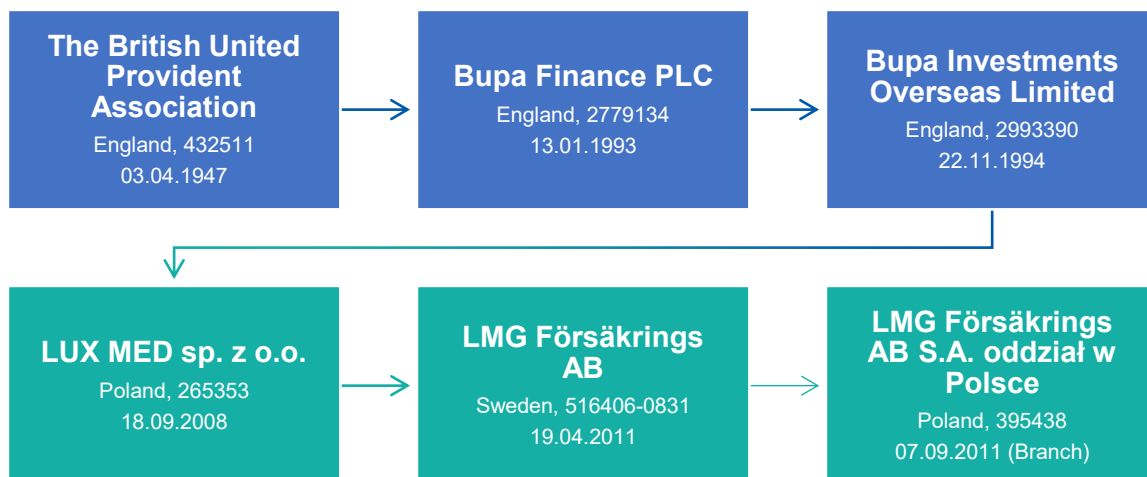 The British United
Provident
Association
England, 432511
03.04.1947
Bupa Finance PLC
England, 2779134
13.01.1993
Bupa Investments
Overseas Limited
England, 2993390
22.11.1994
LUX MED sp. z o.o.
Poland, 265353
18.09.2008
LMG Försäkrings
AB
Sweden, 516406-0831
19.04.2011
LMG Försäkrings
AB S.A. oddział w
Polsce
Poland, 395438
07.09.2011 (Branch)